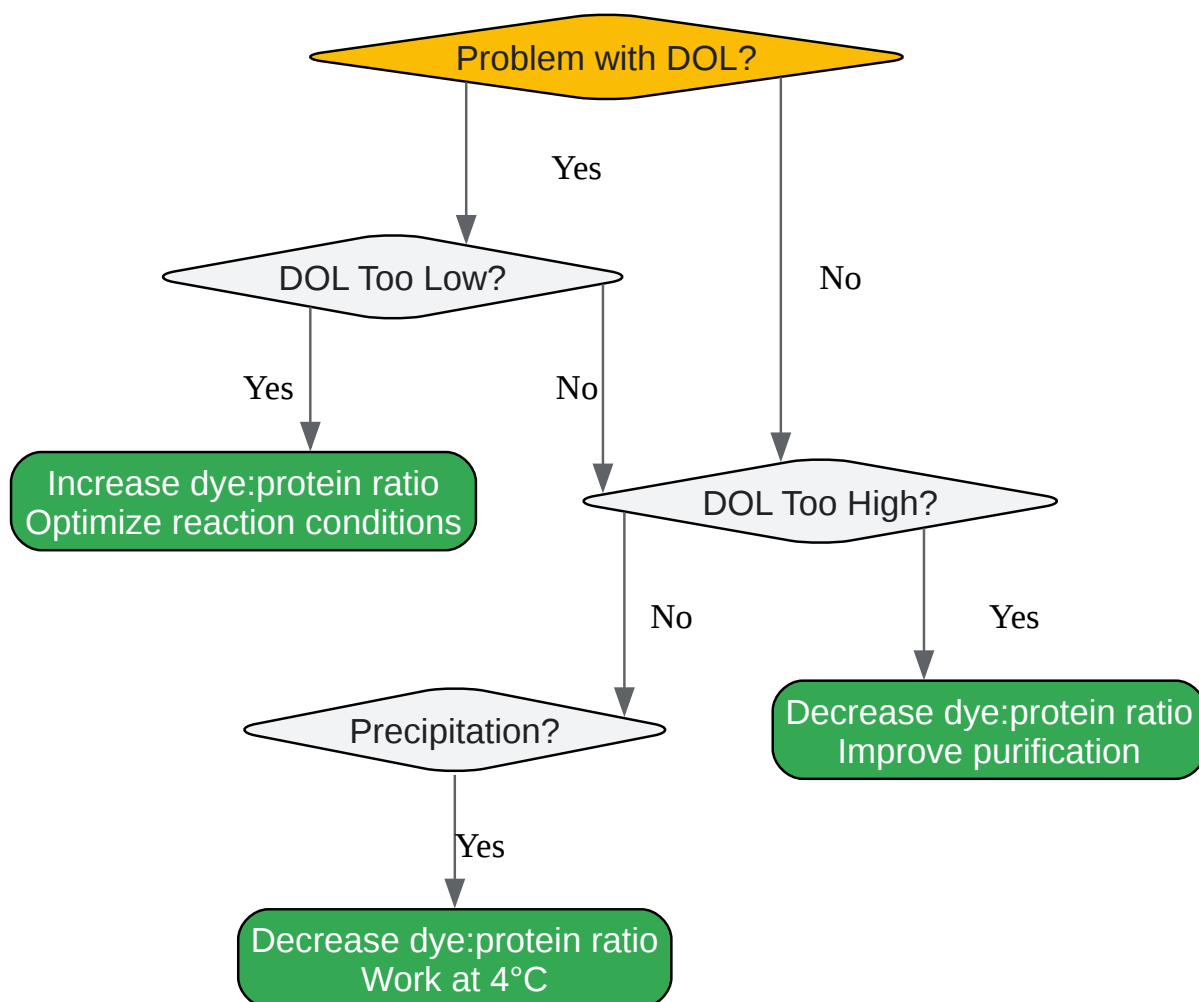 Problem with DOL?
Yes
DOL Too Low?
No
Yes
No
Increase dye:protein ratio
Optimize reaction conditions
DOL Too High?
No
Yes
Precipitation?
Decrease dye:protein ratio
Improve purification
Yes
Decrease dye:protein ratio
Work at 4°C